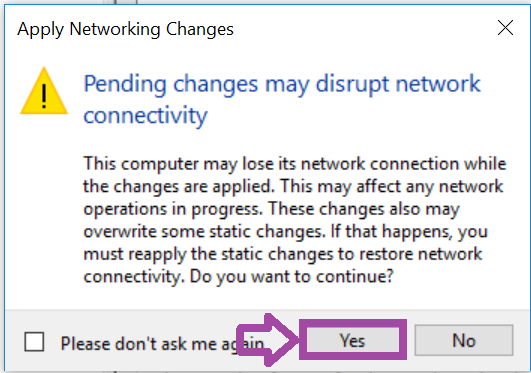 Apply Networking Changes
Pending changes may disrupt network
connectivity
This computer may lose its network connection while
the changes are applied. This may affect any network
operations in progress. These changes also may
overwrite some static changes. If that happens, you
must reapply the static changes to restore network
connectivity. Do you want to continue?
Please don't ask me again
Yes
No